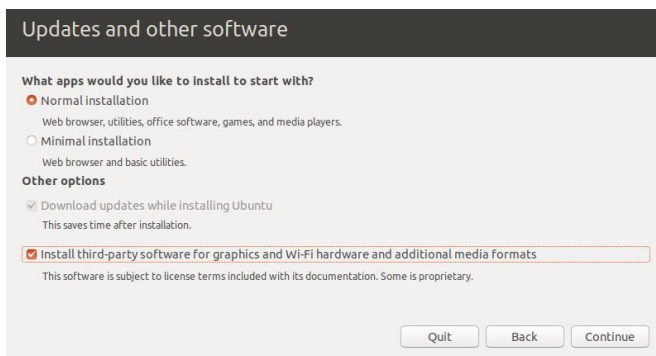 Updates and other software
What apps would you like to install to start with?
Normal installation
Web browser, utilities, office software, games, and media players.
Minimal installation
Web browser and basic utilities.
Other options
Download updates while installing Ubuntu
This saves time after installation.
Install third-party software for graphics and Wi-Fi hardware and additional media formats
This software is subject to license terms included with its documentation. Some is proprietary.
Quit Back Continue